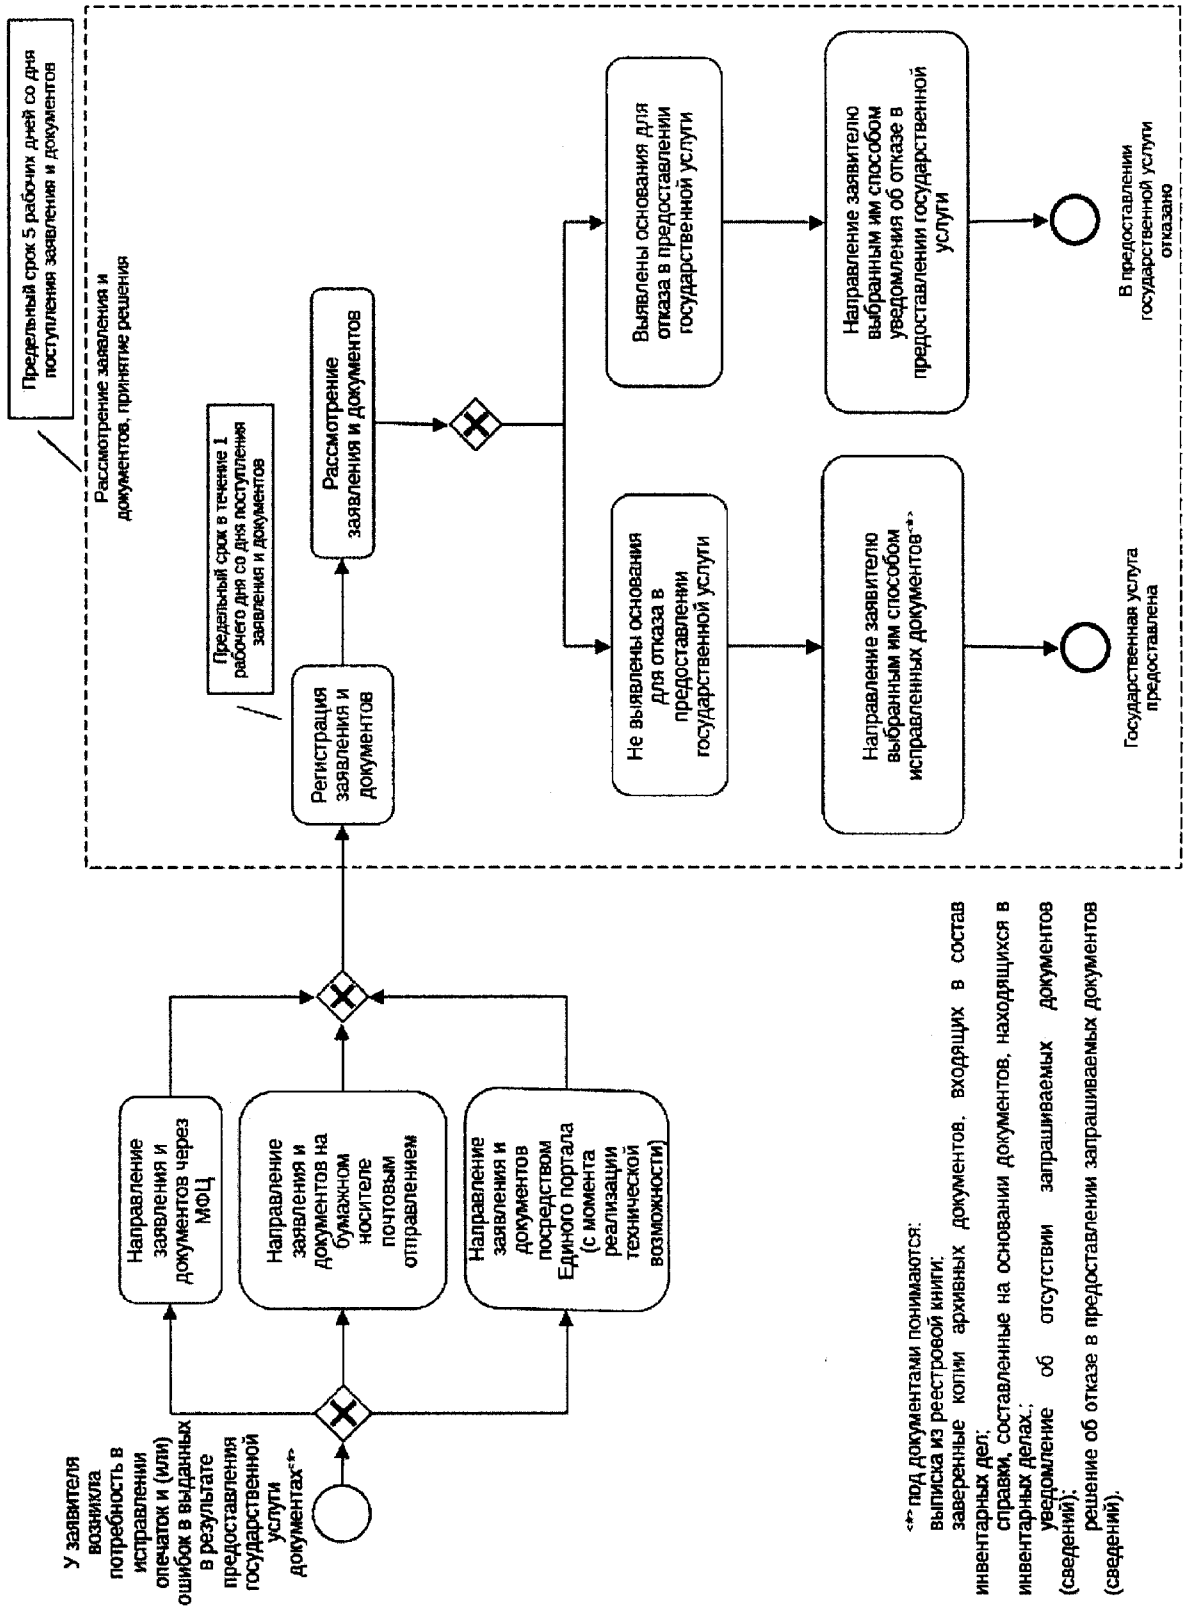 У заявителя
возникла
потребность в
исправлении
опечаток и (или)
ошибок в выданных
в результате
предоставления
государственной
услуги
документах<*>
Направление
заявления и
документов через
МФЦ
Направление
заявления и
документов на
бумажном
носителе
почтовым
отправлением
Направление
заявления и
документов
посредством
Единого портала
(с момента
реализации
технической
возможности)
Предельный срок 5 рабочих дней со дня
поступления заявления и документов
Рассмотрение заявления и
документов, принятие решения
Предельный срок в течение 1
рабочего дня со дня поступления
заявления и документов
Регистрация
заявления и
документов
Рассмотрение
заявления и документов
Не выявлены основания
для отказа в
предоставлении
государственной услуги
Выявлены основания для
отказа в предоставлении
государственной услуги
Направление заявителю
выбранным им способом
исправленных документов<*>
Направление заявителю
выбранным им способом
уведомления об отказе в
предоставлении государственной
услуги
Государственная услуга
предоставлена
В предоставлении
государственной услуги
отказано
<*> под документами понимаются:
выписка из реестровой книги;
заверенные копии архивных документов, входящих в состав
инвентарных дел;
справки, составленные на основании документов, находящихся в
инвентарных делах.;
уведомление об отсутствии запрашиваемых документов
(сведений);
решение об отказе в предоставлении запрашиваемых документов
(сведений).